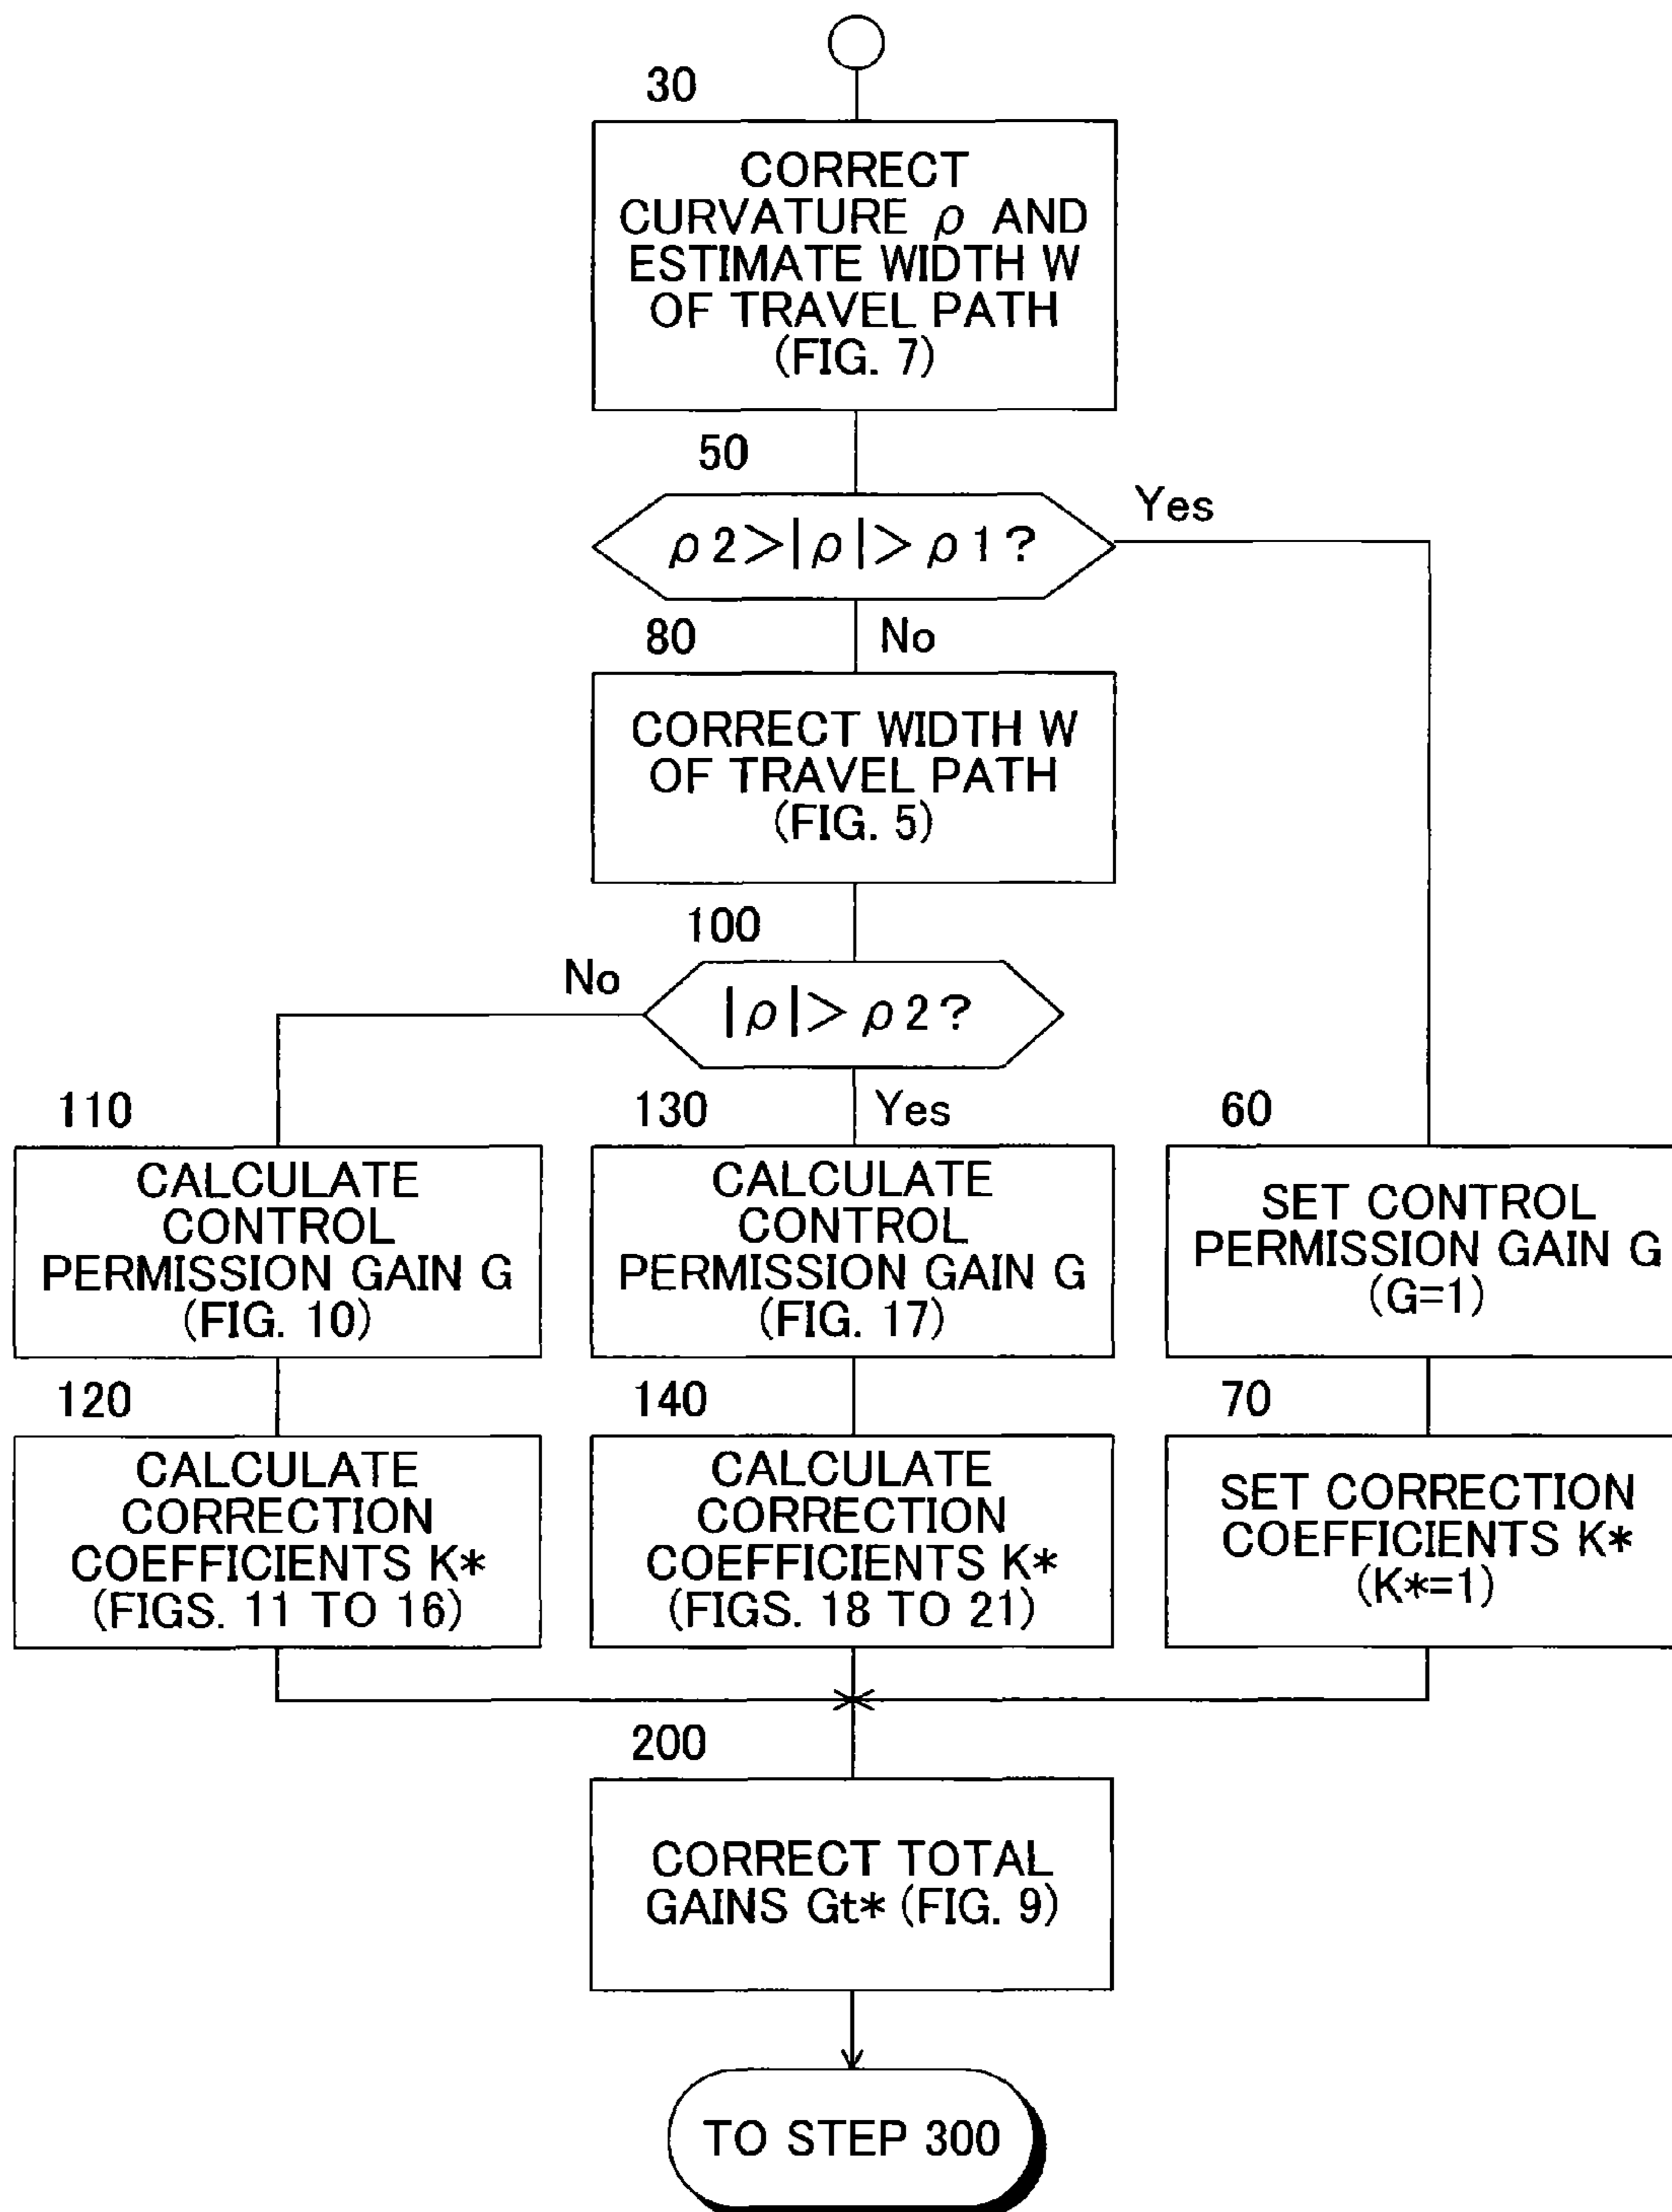 30
CORRECT
CURVATURE ρ AND
ESTIMATE WIDTH W
OF TRAVEL PATH
(FIG. 7)
50
ρ2>|ρ|>ρ1?
Yes
80
No
CORRECT WIDTH W
OF TRAVEL PATH
(FIG. 5)
100
No
|ρ|>ρ2?
110
CALCULATE
CONTROL
PERMISSION GAIN G
(FIG. 10)
130
Yes
CALCULATE
CONTROL
PERMISSION GAIN G
(FIG. 17)
60
SET CONTROL
PERMISSION GAIN G
(G=1)
120
CALCULATE
CORRECTION
COEFFICIENTS K*
(FIGS. 11 TO 16)
140
CALCULATE
CORRECTION
COEFFICIENTS K*
(FIGS. 18 TO 21)
70
SET CORRECTION
COEFFICIENTS K*
(K*=1)
200
CORRECT TOTAL
GAINS Gt* (FIG. 9)
TO STEP 300